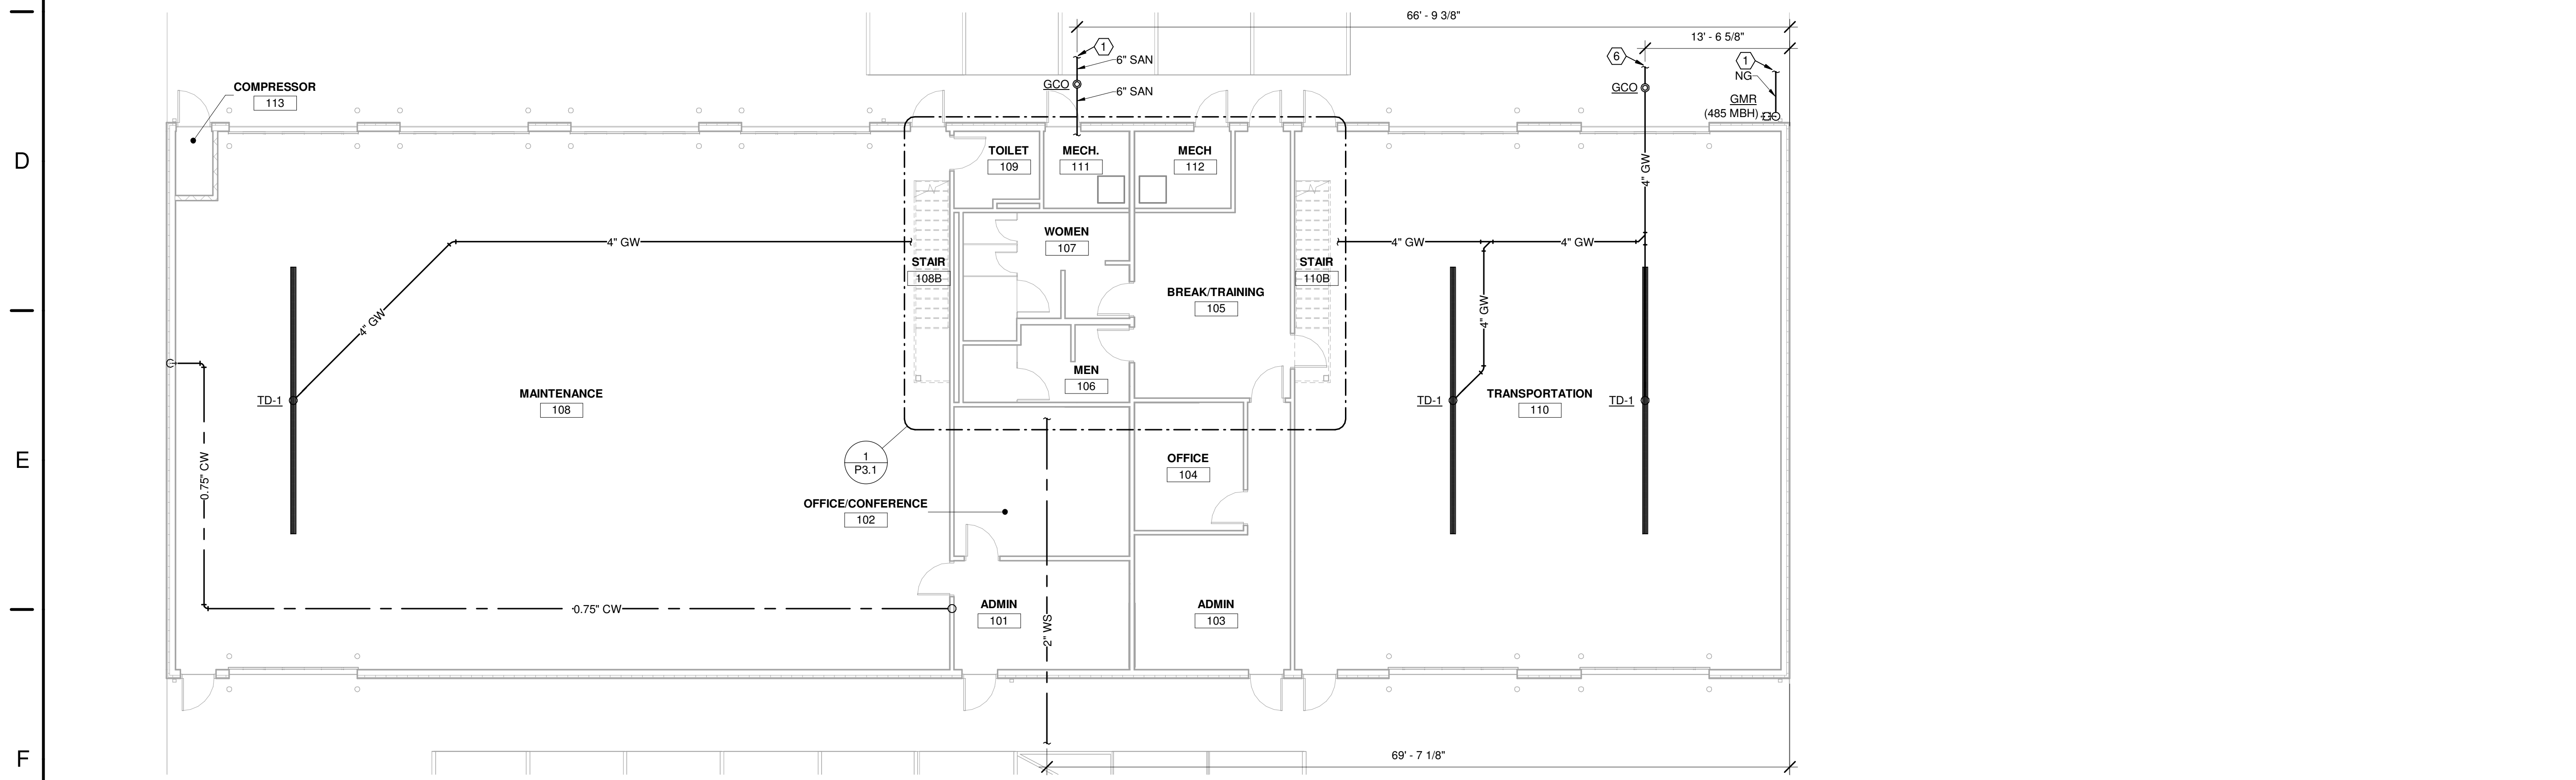 66' - 9 3/8"
13' - 6 5/8"
1
6" SAN
6
1
NG
COMPRESSOR
113
GCO
6" SAN
GCO
GMR
(485 MBH)
D
TOILET
109
MECH.
111
MECH
112
4" GW
4" GW
WOMEN
107
4" GW
4" GW
STAIR
108B
STAIR
110B
BREAK/TRAINING
105
4" GW
4" GW
MEN
106
MAINTENANCE
108
TD-1
TD-1
TRANSPORTATION
110
TD-1
E
1
P3.1
OFFICE
104
0.75" CW
OFFICE/CONFERENCE
102
0.75" CW
ADMIN
101
2" WS
ADMIN
103
F
69' - 7 1/8"